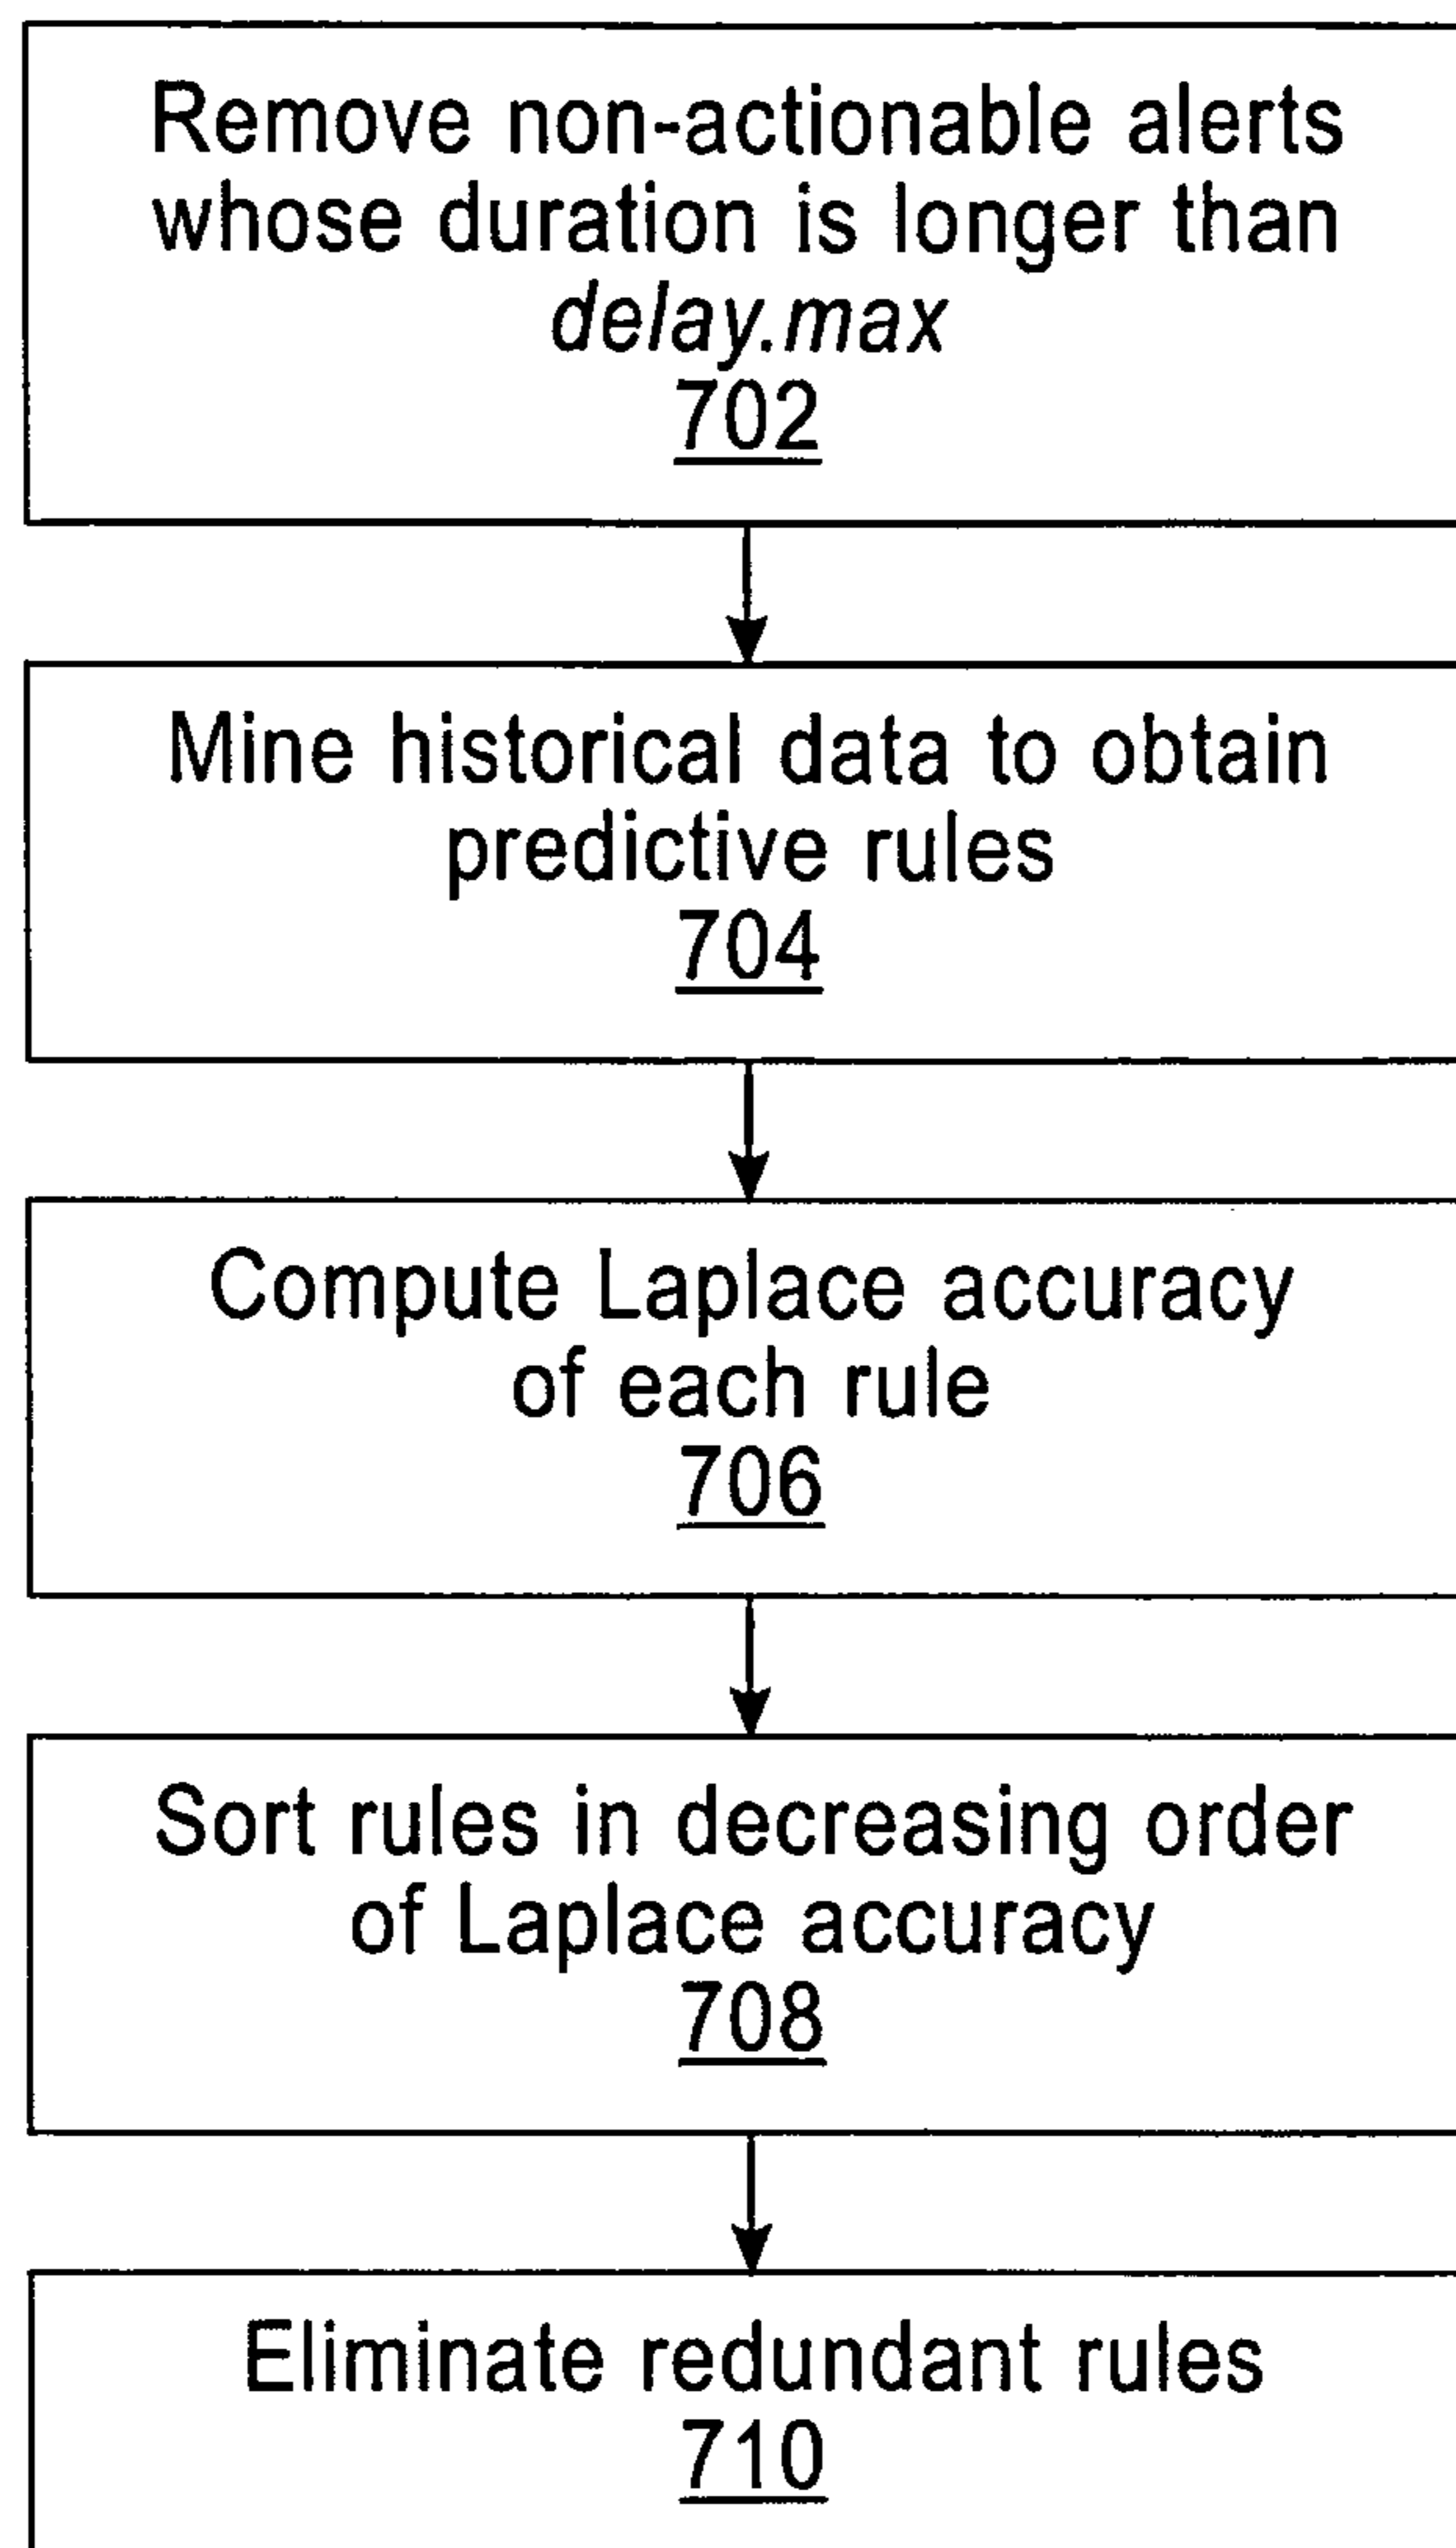 Remove non-actionable alerts
whose duration is longer than
delay.max
702
Mine historical data to obtain
predictive rules
704
Compute Laplace accuracy
of each rule
706
Sort rules in decreasing order
of Laplace accuracy
708
Eliminate redundant rules
710